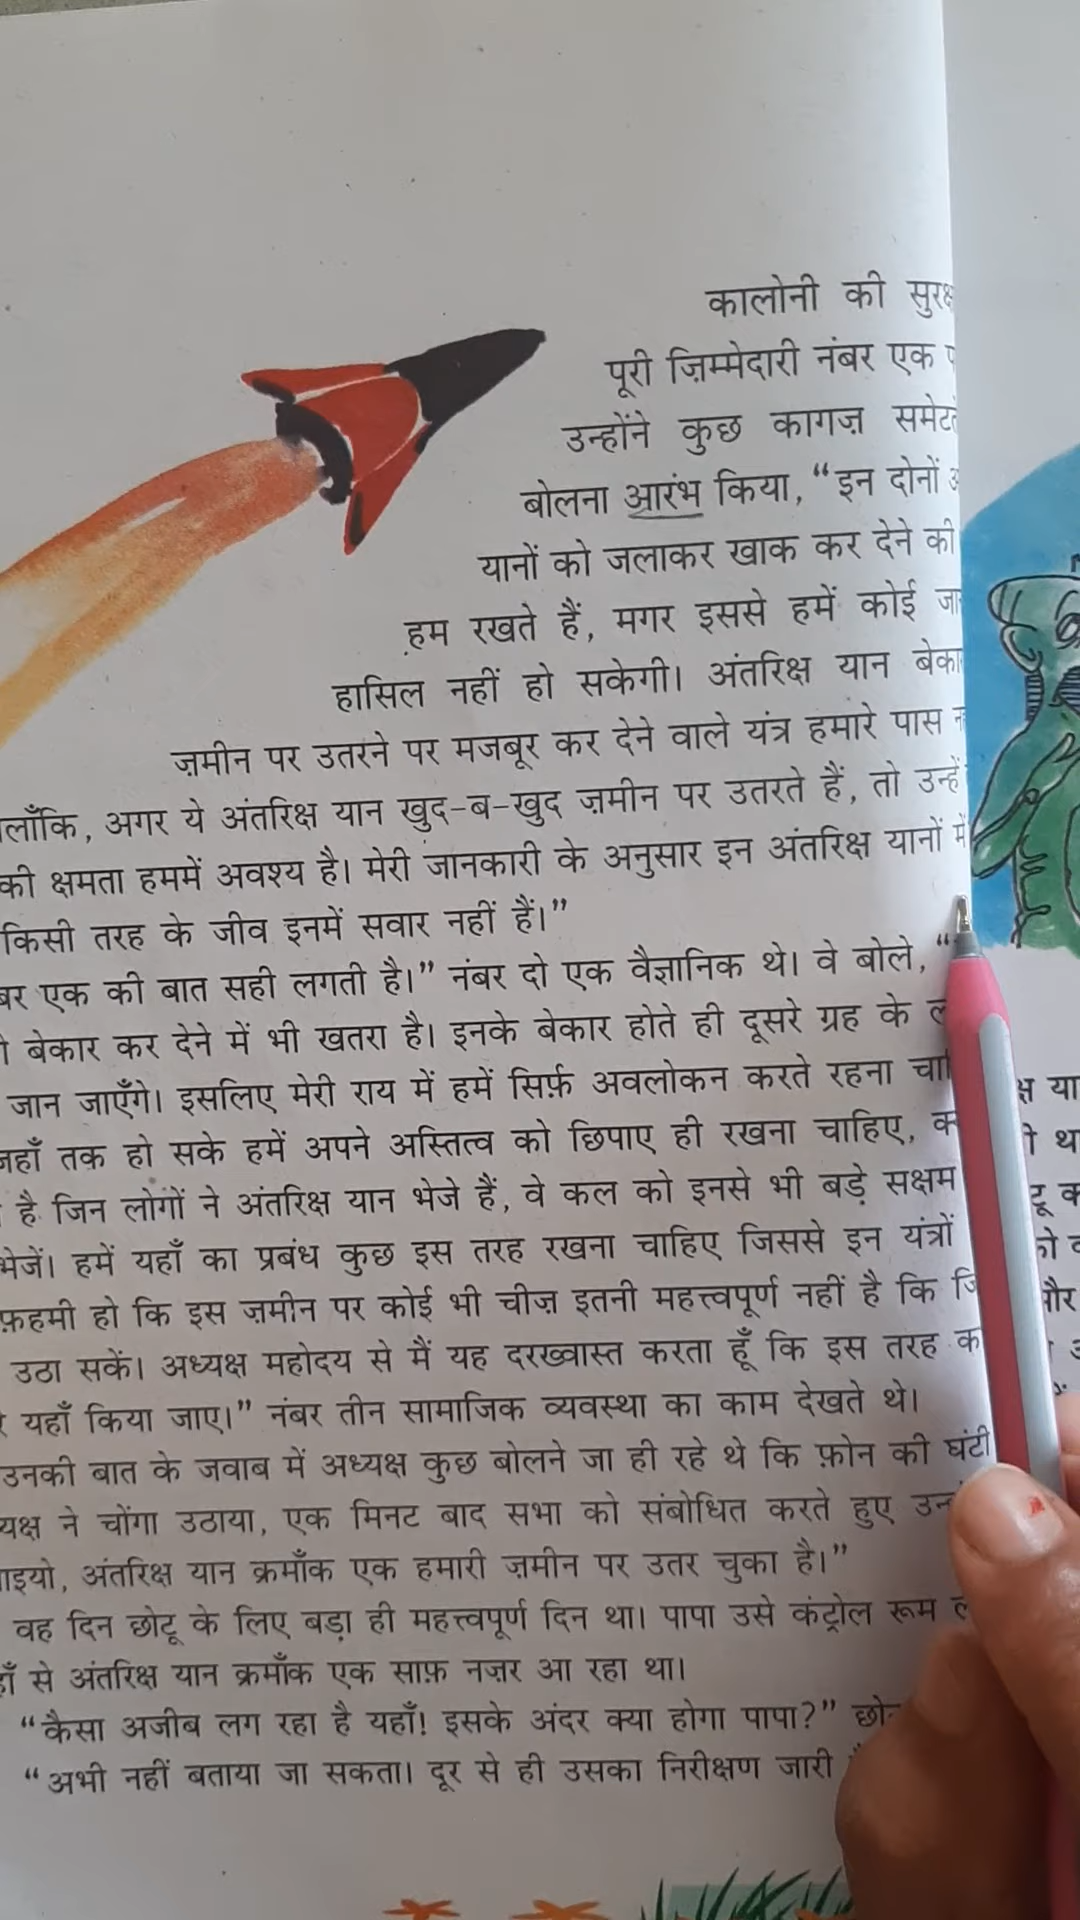 कालोनी की
पूरी ज़िम्मेदारी नंबर एक
उन्होंने कुछ कागज़
बोलना आरंभ किया, “इन दोनों
यानों को जलाकर खाक कर देने की
हम रखते हैं, मगर इससे हमें कोई
हासिल नहीं हो सकेगी। अंतरिक्ष यान
ज़मीन पर उतरने पर मजबूर कर देने वाले यंत्र हमारे पास
अगर ये अंतरिक्ष यान खुद-ब-खुद ज़मीन पर उतरते हैं, तो उन्हें
की क्षमता हममें अवश्य है। मेरी जानकारी के अनुसार इन अंतरिक्ष यानों में
किसी तरह के जीव इनमें सवार नहीं हैं।”
एक की बात सही लगती है।” नंबर दो एक वैज्ञानिक थे। वे बोले, “
बेकार कर देने में भी खतरा है। इनके बेकार होते ही दूसरे ग्रह के
जान जाएँगे। इसलिए मेरी राय में हमें सिर्फ़ अवलोकन करते रहना
तक हो सके हमें अपने अस्तित्व को छिपाए ही रखना चाहिए,
है जिन लोगों ने अंतरिक्ष यान भेजे हैं, वे कल को इनसे भी बड़े सक्षम
भेजें। हमें यहाँ का प्रबंध कुछ इस तरह रखना चाहिए जिससे इन यंत्रों
हो कि इस ज़मीन पर कोई भी चीज़ इतनी महत्त्वपूर्ण नहीं है कि
उठा सकें। अध्यक्ष महोदय से मैं यह दरख्वास्त करता हूँ कि इस तरह
यहाँ किया जाए।” नंबर तीन सामाजिक व्यवस्था का काम देखते थे।
उनकी बात के जवाब में अध्यक्ष कुछ बोलने जा ही रहे थे कि फ़ोन की घंटी
ने चोंगा उठाया, एक मिनट बाद सभा को संबोधित करते हुए
अंतरिक्ष यान क्रमाँक एक हमारी ज़मीन पर उतर चुका है।”
वह दिन छोटू के लिए बड़ा ही महत्त्वपूर्ण दिन था। पापा उसे कंट्रोल रूम
से अंतरिक्ष यान क्रमाँक एक साफ़ नज़र आ रहा था।
“कैसा अजीब लग रहा है यहाँ! इसके अंदर क्या होगा पापा?”
“अभी नहीं बताया जा सकता। दूर से ही उसका निरीक्षण जारी